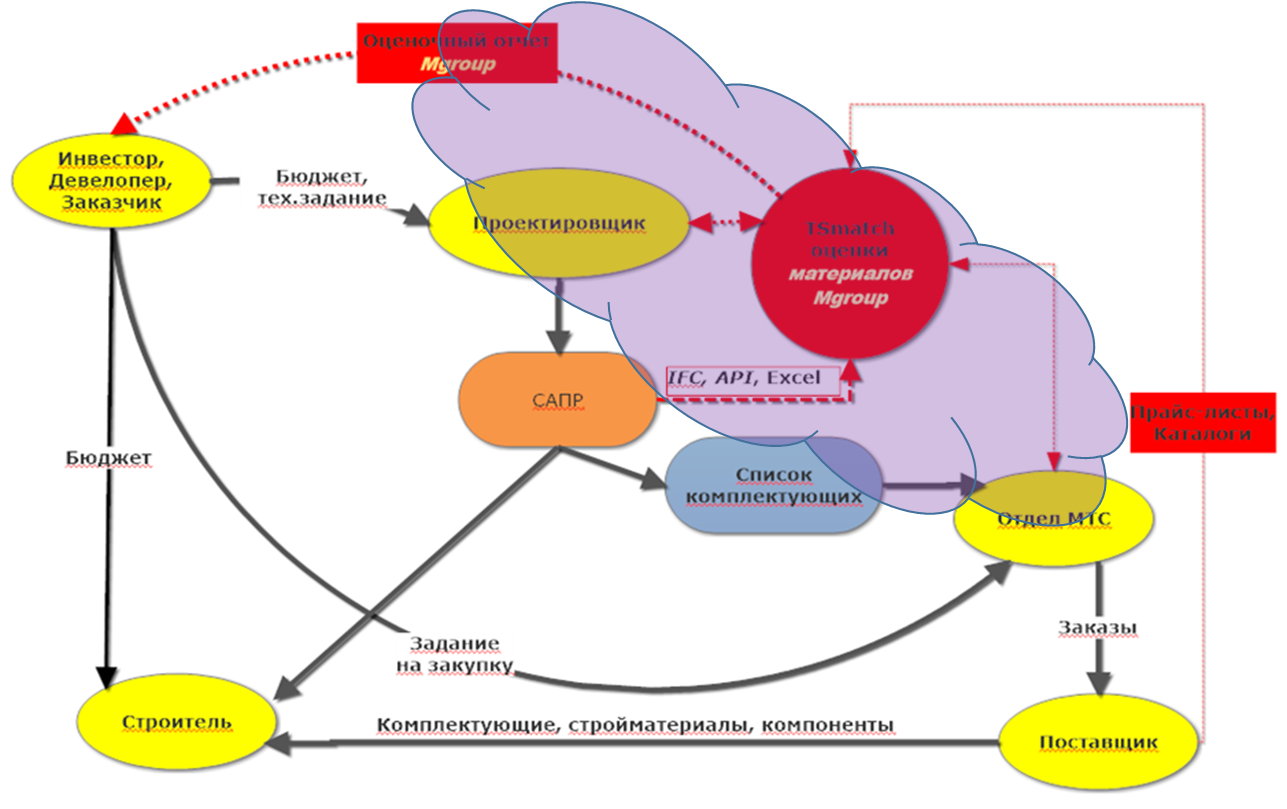 Оценочный отчет
Mgroup
Инвестор,
Девелопер,
Заказчик
Бюджет,
тех.задание
Проектировщик
TSmatch
оценки
материалов
Mgroup
САПР
IFC, API, Excel
Прайс-листы,
Каталоги
Бюджет
Список
комплектующих
Отдел МТС
Задание
на закупку
Заказы
Строитель
Комплектующие, стройматериалы, компоненты
Поставщик